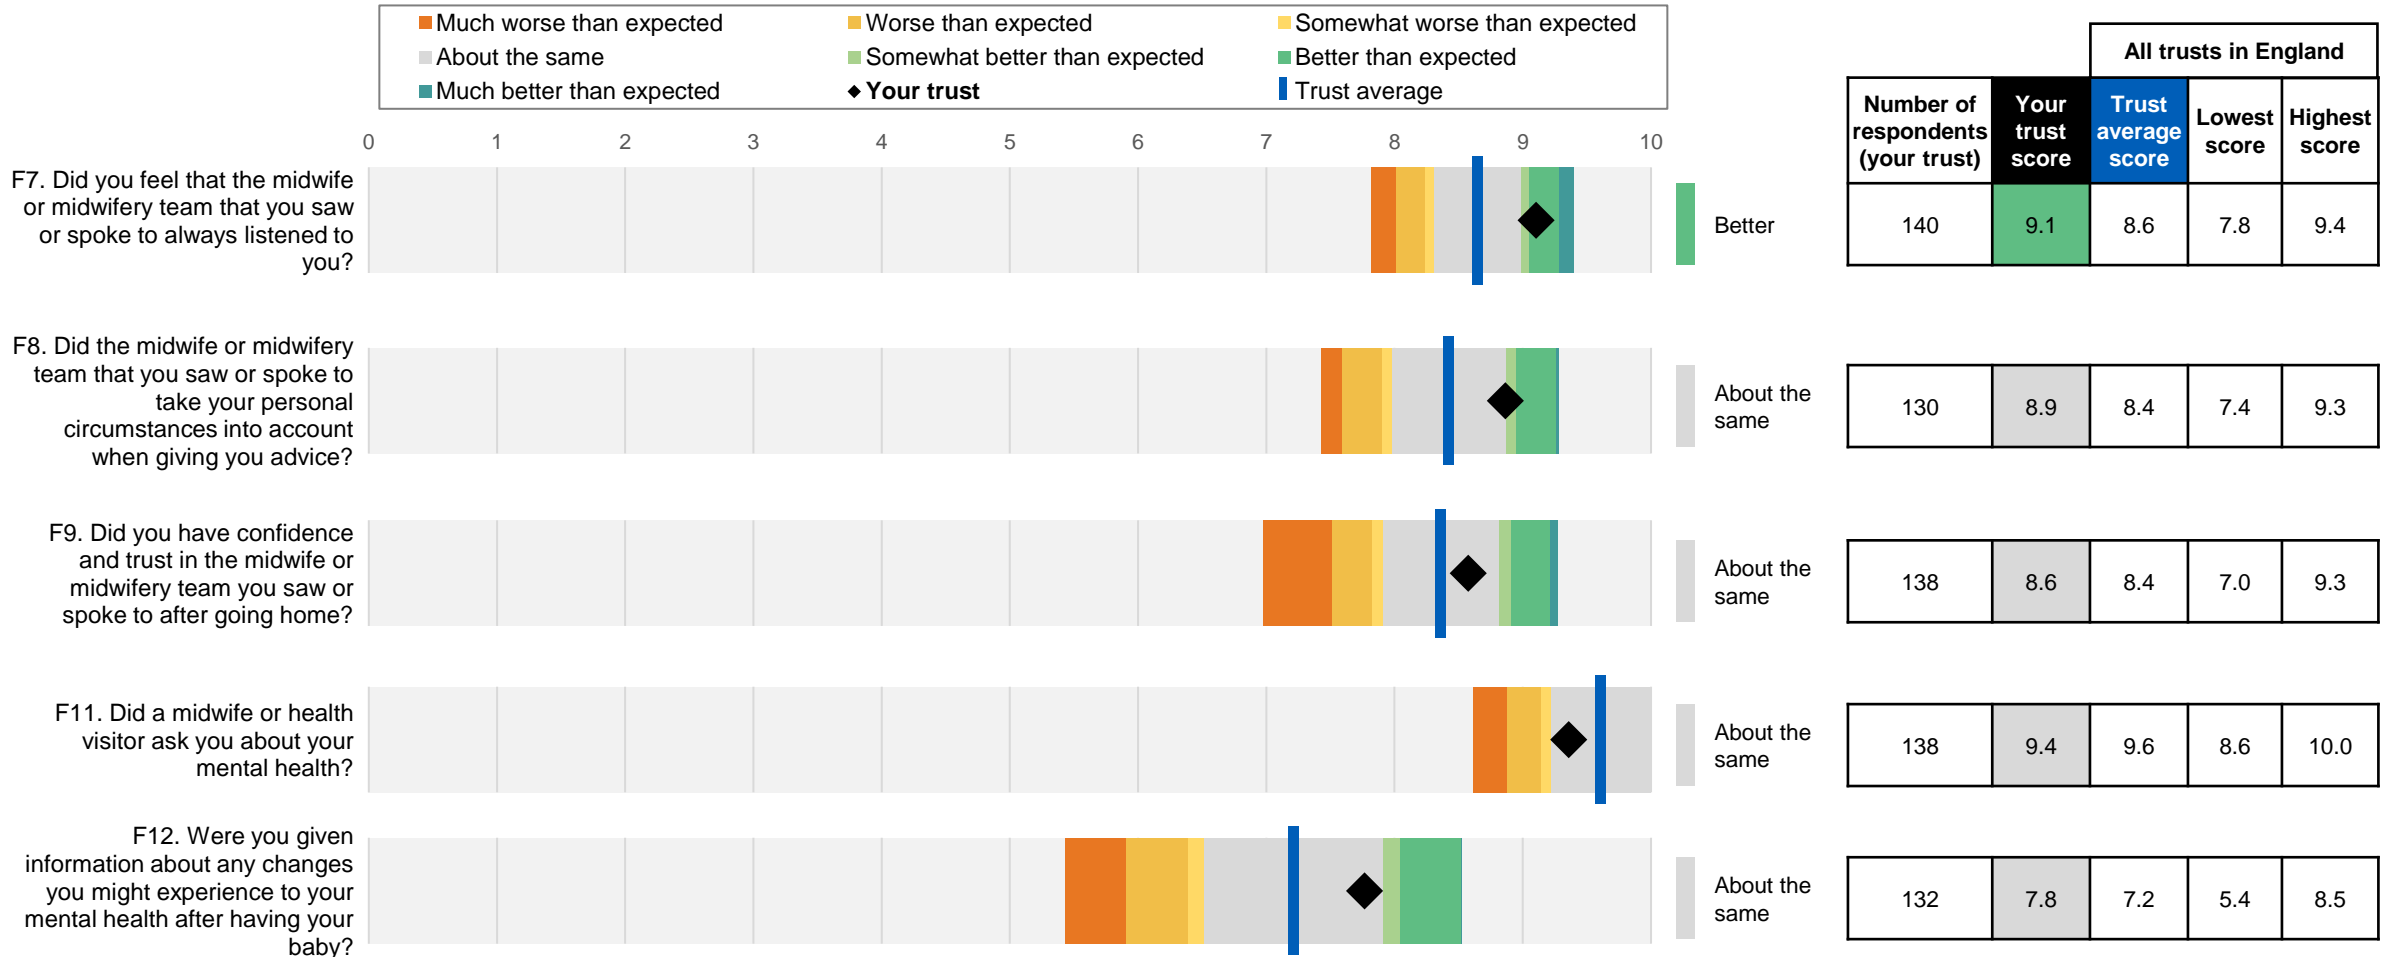 Much worse than expected
Worse than expected
Somewhat worse than expected
About the same
Somewhat better than expected
Better than expected
Much better than expected
Your trust
Trust average
All trusts in England
Number of
respondents
(your trust)
Your
trust
score
Trust
average
score
Lowest
score
Highest
score
0 1 2 3 4 5 6 7 8 9 10
F7. Did you feel that the midwife
or midwifery team that you saw
or spoke to always listened to
you?
Better
140 9.1 8.6 7.8 9.4
F8. Did the midwife or midwifery
team that you saw or spoke to
take your personal
circumstances into account
when giving you advice?
About the
same
130 8.9 8.4 7.4 9.3
F9. Did you have confidence
and trust in the midwife or
midwifery team you saw or
spoke to after going home?
About the
same
138 8.6 8.4 7.0 9.3
F11. Did a midwife or health
visitor ask you about your
mental health?
About the
same
138 9.4 9.6 8.6 10.0
F12. Were you given
information about any changes
you might experience to your
mental health after having your
baby?
About the
same
132 7.8 7.2 5.4 8.5